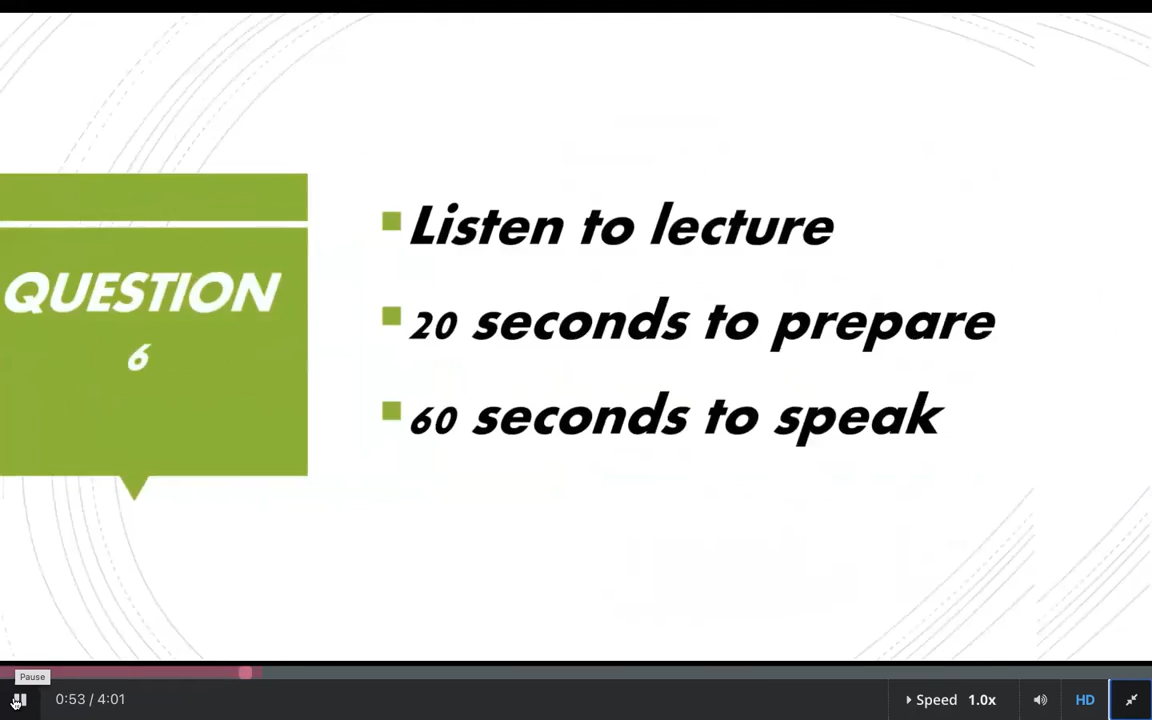 QUESTION
6
Listen to lecture
20 seconds to prepare
60 seconds to speak
Pause
0:53 / 4:01
Speed 1.0x
HD